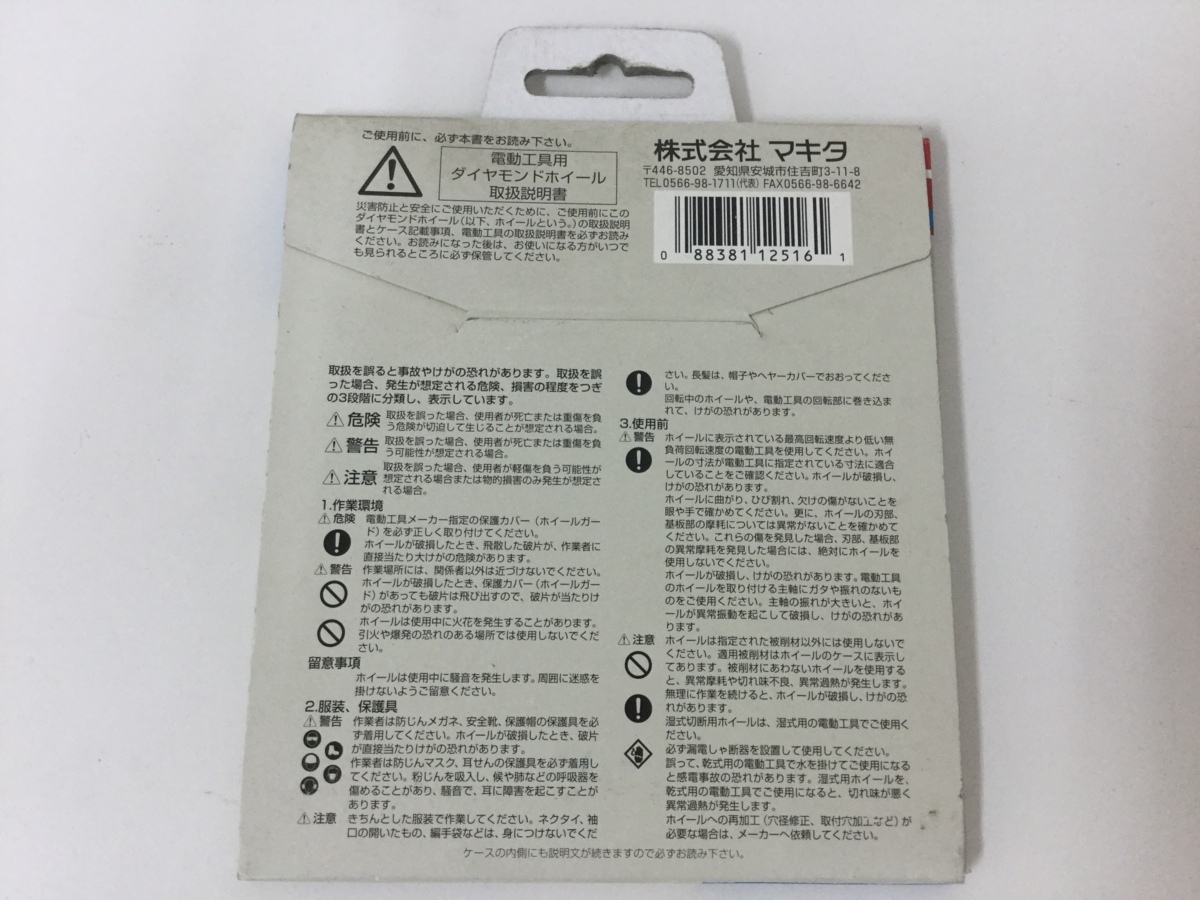 ご使用前に、必ず本書をお読み下さい。
電動工具用
ダイヤモンドホイール
取扱説明書
災害防止と安全にご使用いただくために、ご使用前にこの
ダイヤモンドホイール(以下、ホイールという。)の取扱説明
書とケース記載事項、電動工具の取扱説明書を必ずお読み
ください。お読みになった後は、お使いになる方がいつで
も見られるところに必ず保管してください。
株式会社 マキタ
〒446-8502 愛知県安城市住吉町3-11-8
TEL0566-98-1711(代表) FAX0566-98-6642
0 88381 12516 1
取扱を誤ると事故やけがの恐れがあります。取扱を誤
った場合、発生が想定される危険、損害の程度をつぎ
の3段階に分類し、表示しています。
危険 取扱を誤った場合、使用者が死亡または重傷を負
う危険が切迫して生じることが想定される場合。
警告 取扱を誤った場合、使用者が死亡または重傷を負
う可能性が想定される場合。
注意 取扱を誤った場合、使用者が軽傷を負う可能性が
想定される場合または物的損害のみ発生が想定さ
れる場合。
1.作業環境
危険 電動工具メーカー指定の保護カバー(ホイールガー
ド)を必ず正しく取り付けてください。
ホイールが破損したとき、飛散した破片が、作業者に
直接当たり大けがの危険があります。
警告 作業場所には、関係者以外は近づけないでください。
ホイールが破損したとき、保護カバー(ホイールガー
ド)があっても破片は飛び出すので、破片が当たりけ
がの恐れがあります。
ホイールは使用中に火花を発生することがあります。
引火や爆発の恐れのある場所では使用しないでくだ
さい。
留意事項
ホイールは使用中に騒音を発生します。周囲に迷惑を
掛けないようご留意ください。
2.服装、保護具
警告 作業者は防じんメガネ、安全靴、保護帽の保護具を必
ず着用してください。ホイールが破損したとき、破片
が直接当たりけがの恐れがあります。
作業者は防じんマスク、耳せんの保護具を必ず着用し
てください。粉じんを吸入し、候や肺などの呼吸器を
傷めることがあり、騒音で、耳に障害を起こすことが
あります。
注意 きちんとした服装で作業してください。ネクタイ、袖
口の開いたもの、編手袋などは、身につけないでくだ
さい。長髪は、帽子やヘヤーカバーでおおってくださ
い。
回転中のホイールや、電動工具の回転部に巻き込ま
れて、けがの恐れがあります。
3.使用前
警告 ホイールに表示されている最高回転速度より低い無
負荷回転速度の電動工具を使用してください。ホイ
ールの寸法が電動工具に指定されている寸法に適合
していることをご確認ください。ホイールが破損し、
けがの恐れがあります。
ホイールに曲がり、ひび割れ、欠けの傷がないことを
眼や手で確かめてください。更に、ホイールの刃部、
基板部の摩耗については異常がないことを確かめて
ください。これらの傷を発見した場合、刃部、基板部
の異常摩耗を発見した場合には、絶対にホイールを
使用しないでください。
ホイールが破損し、けがの恐れがあります。電動工具
のホイールを取り付ける主軸にガタや振れのないも
のをご使用ください。主軸の振れが大きいと、ホイー
ルが異常振動を起こして破損し、けがの恐れがあり
ます。
注意 ホイールは指定された被削材以外には使用しないで
ください。適用被削材はホイールのケースに表示し
てあります。被削材にあわないホイールを使用する
と、異常摩耗や切れ味不良、異常過熱が発生します。
無理に作業を続けると、ホイールが破損し、けがの恐
れがあります。
湿式切断用ホイールは、湿式用の電動工具でご使用く
ださい。
必ず漏電しゃ断器を設置して使用してください。
誤って、乾式用の電動工具で水を掛けてご使用になる
と感電事故の恐れがあります。湿式用ホイールを、
乾式用の電動工具でご使用になると、切れ味が悪く
異常過熱が発生します。
ホイールへの再加工(穴径修正、取付穴加工など)が
必要な場合は、メーカーへ依頼してください。
ケースの内側にも説明文が続きますので必ずお読み下さい。